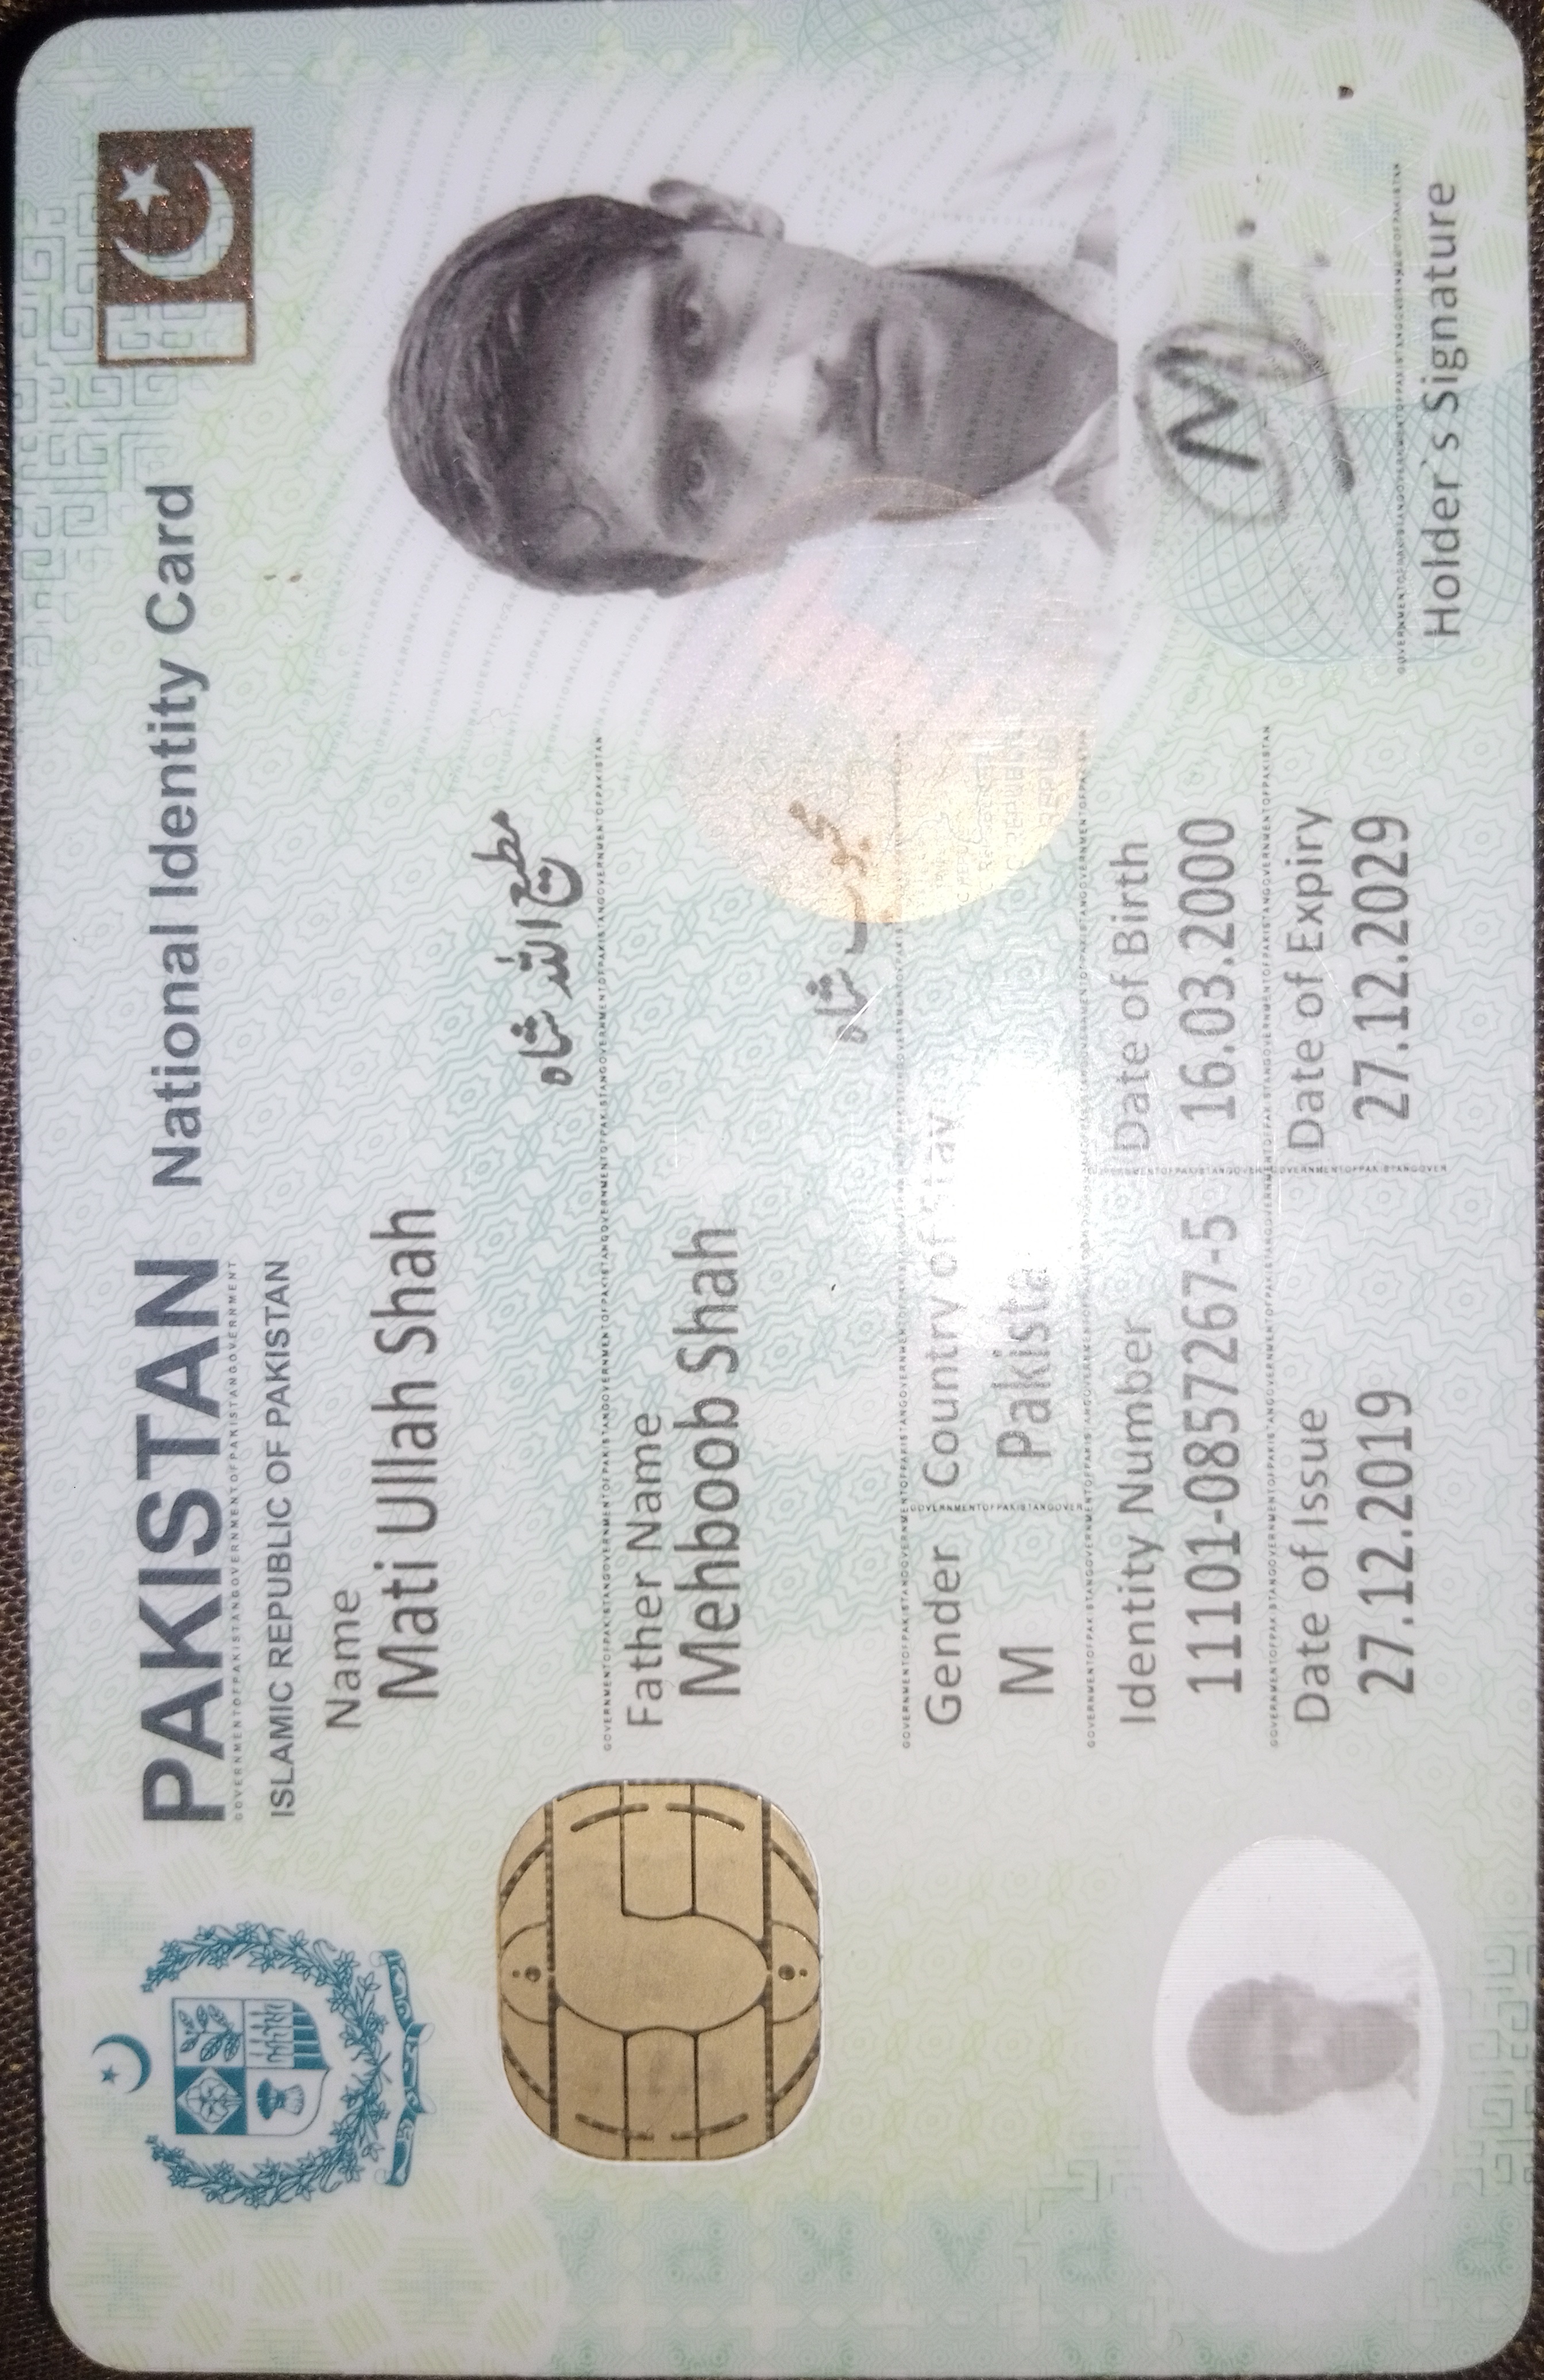 PAKISTAN National Identity Card
GOVERNMENTOFPAKISTANGOVERNMENTOFPAKISTANGOVERNMENT
ISLAMIC REPUBLIC OF PAKISTAN
Name
Mati Ullah Shah
مطیع اللہ شاہ
Father Name
Mehboob Shah
محبوب شاہ
Gender Country of Stay
M Pakista
Identity Number Date of Birth
11101-0857267-5 16.03.2000
Date of Issue Date of Expiry
27.12.2019 27.12.2029
Holder`s Signature